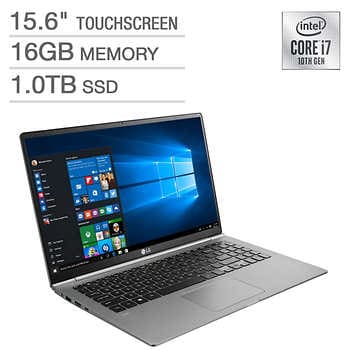 15.6" TOUCHSCREEN
16GB MEMORY
1.0TB SSD
intel
CORE i7
10TH GEN
LG